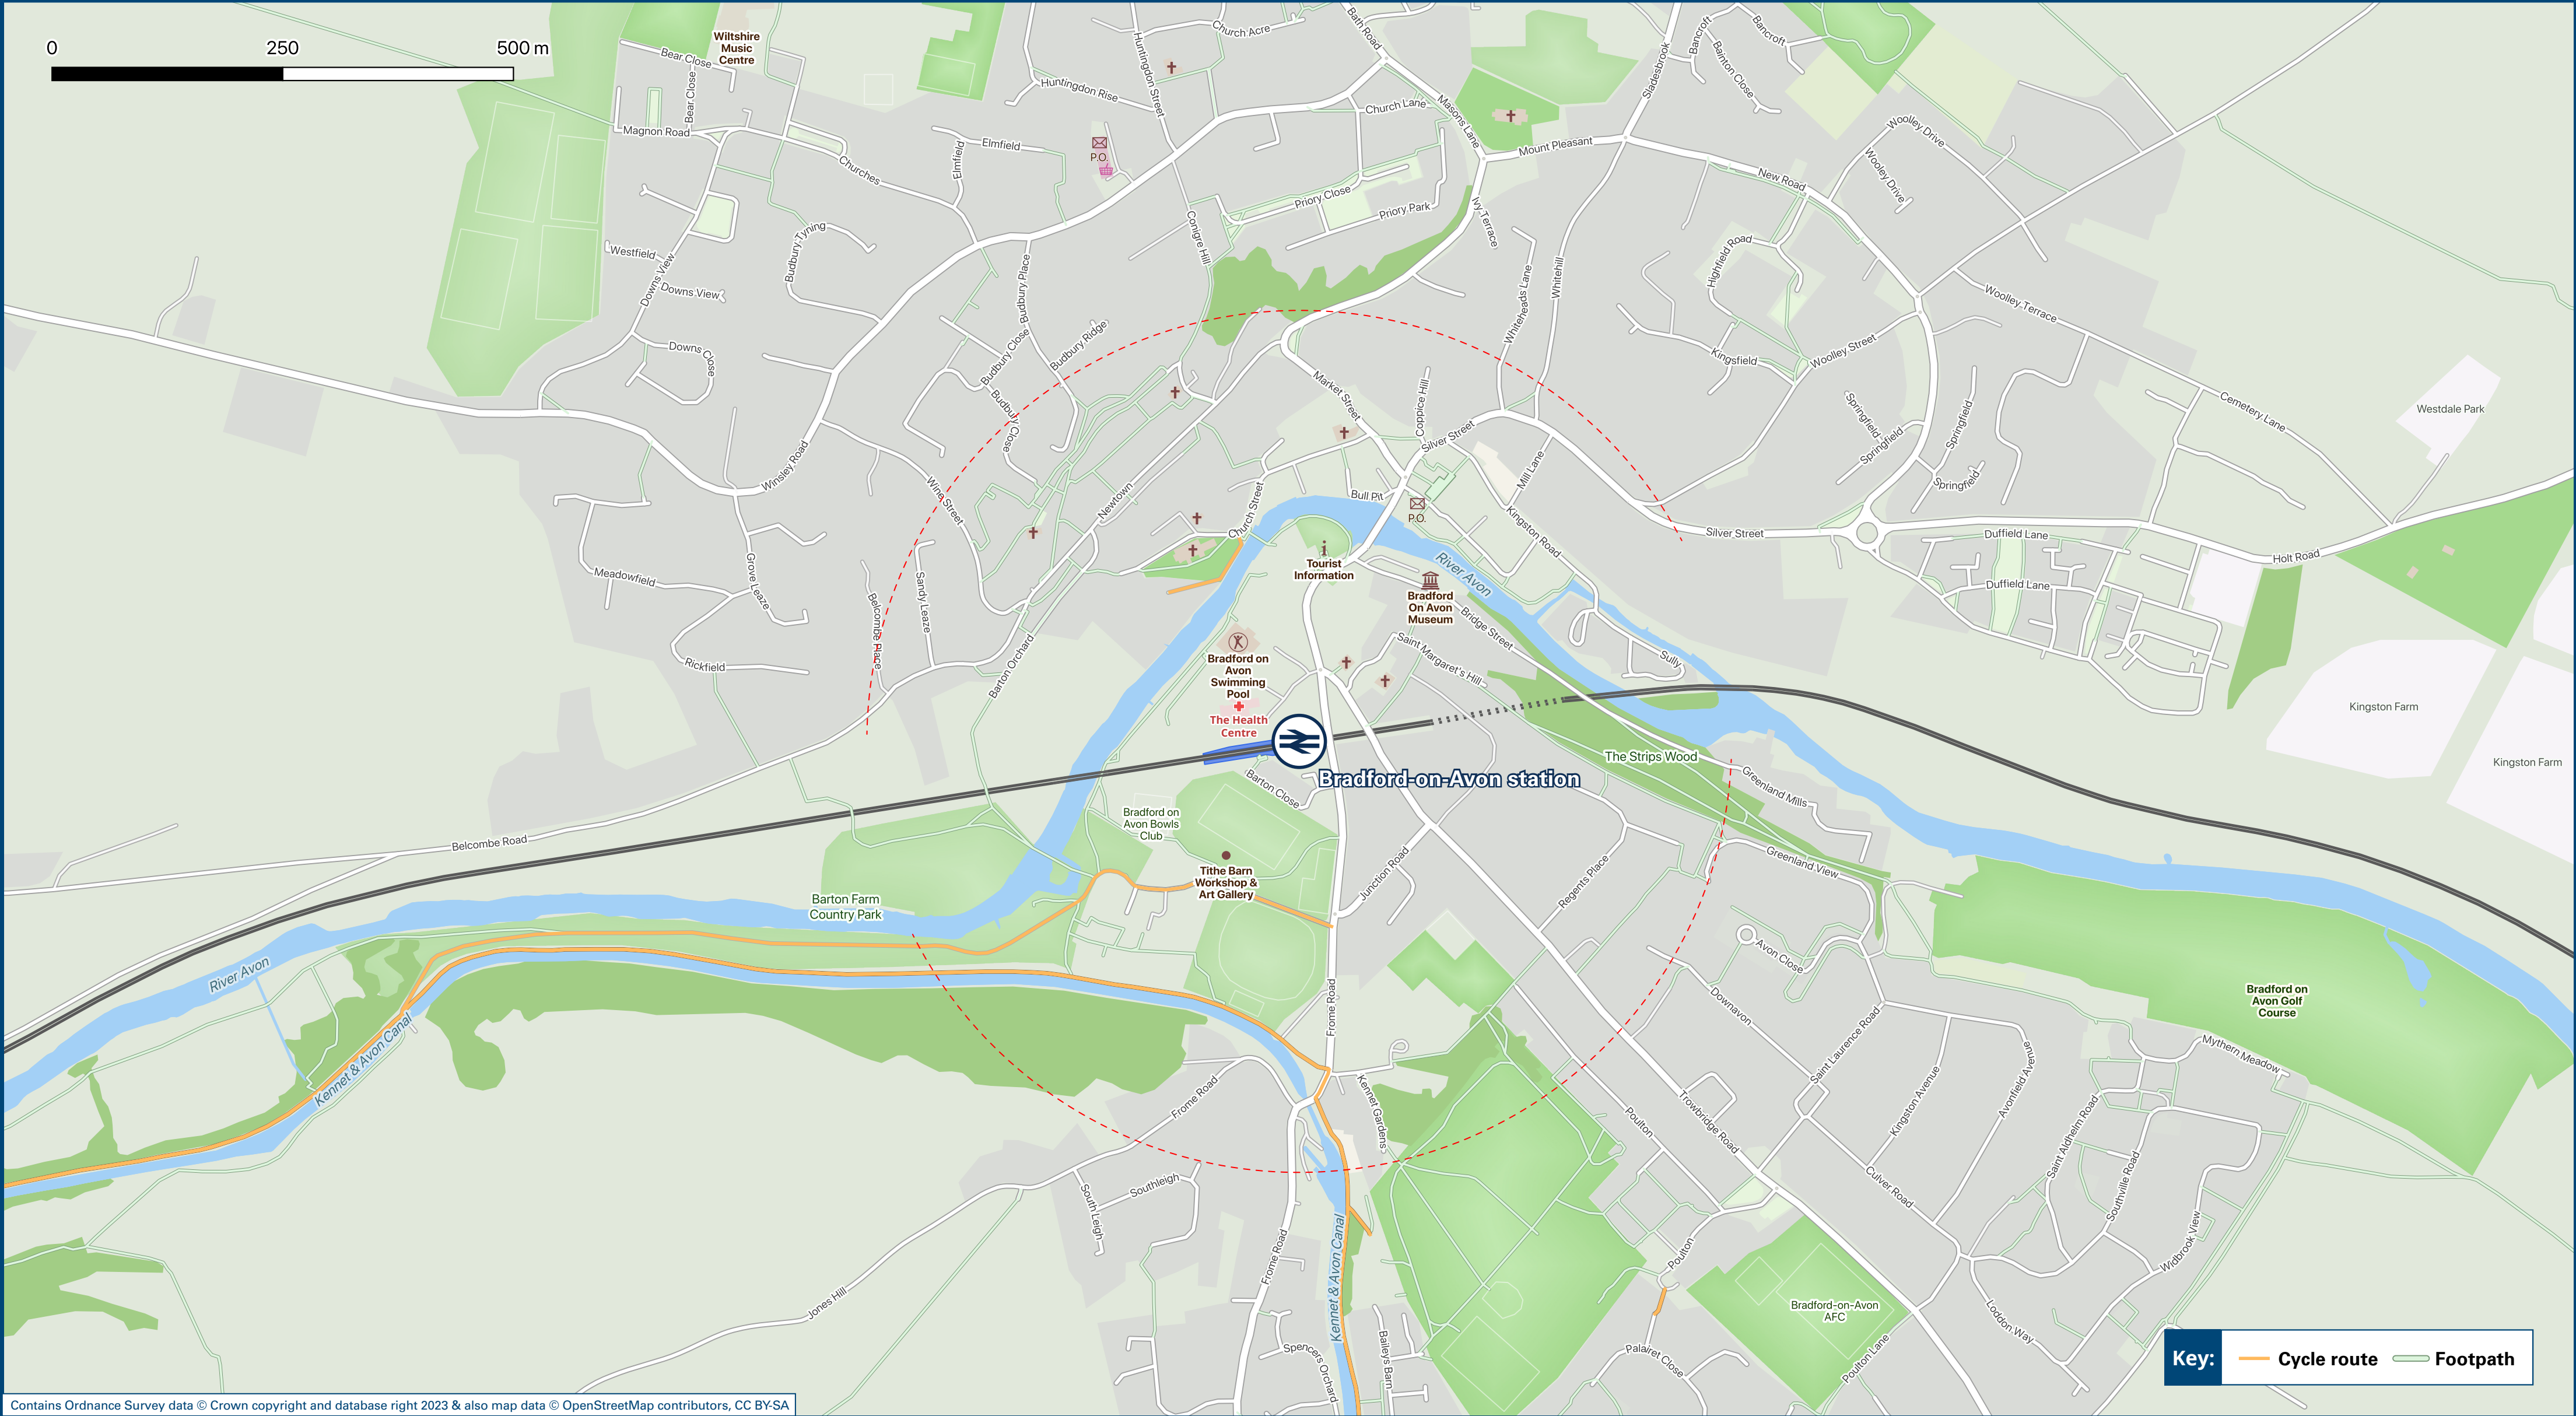 0 250 500 m
Wiltshire
Music
Centre
Bear Close
Bear Close
Magnon Road
Churches
Church Acre
Huntingdon Street
Huntingdon Rise
Bath Road
Church Lane
Masons Lane
Sladesbrook
Bancroft
Bancroft
Bainton Close
Mount Pleasant
New Road
Woolley Drive
Wooley Drive
Elmfield
Elmfield
P.O.
Priory Close
Priory Park
Ivy Terrace
Conigre Hill
Westfield
Downs View
Downs View
Downs Close
Budbury Tyning
Budbury Place
Budbury Close
Budbury Ridge
Budbury Close
Whiteheads Lane
Whitehill
Highfield Road
Kingsfield
Woolley Street
Woolley Terrace
Cemetery Lane
Westdale Park
Market Street
Coppice Hill
Silver Street
Mill Lane
Springfield
Springfield
Springfield
Springfield
Winsley Road
Wine Street
Newtown
Church Street
Bull Pit
P.O.
Kingston Road
Silver Street
Duffield Lane
Duffield Lane
Holt Road
Meadowfield
Grove Leaze
Rickfield
Belcombe Place
Sandy Leaze
Barton Orchard
Tourist
Information
River Avon
Bradford
On Avon
Museum
Bridge Street
Saint Margaret's Hill
Sully
Bradford on
Avon
Swimming
Pool
The Health
Centre
Bradford-on-Avon station
Barton Close
The Strips Wood
Greenland Mills
Greenland View
Kingston Farm
Kingston Farm
Belcombe Road
Bradford on
Avon Bowls
Club
Tithe Barn
Workshop &
Art Gallery
Junction Road
Regents Place
Barton Farm
Country Park
River Avon
Kennet & Avon Canal
Frome Road
Avon Close
Downavon
Saint Laurence Road
Bradford on
Avon Golf
Course
Mythern Meadow
Frome Road
Kennet Gardens
Poulton
Trowbridge Road
Kingston Avenue
Avonfield Avenue
Saint Aldhelm Road
Culver Road
Southville Road
Widbrook View
South Leigh
Southleigh
Jones Hill
Frome Road
Kennet & Avon Canal
Poulton
Bradford-on-Avon
AFC
Spencers Orchard
Baileys Barn
Palairet Close
Poulton Lane
Loddon Way
Key: Cycle route Footpath
Contains Ordnance Survey data © Crown copyright and database right 2023 & also map data © OpenStreetMap contributors, CC BY-SA